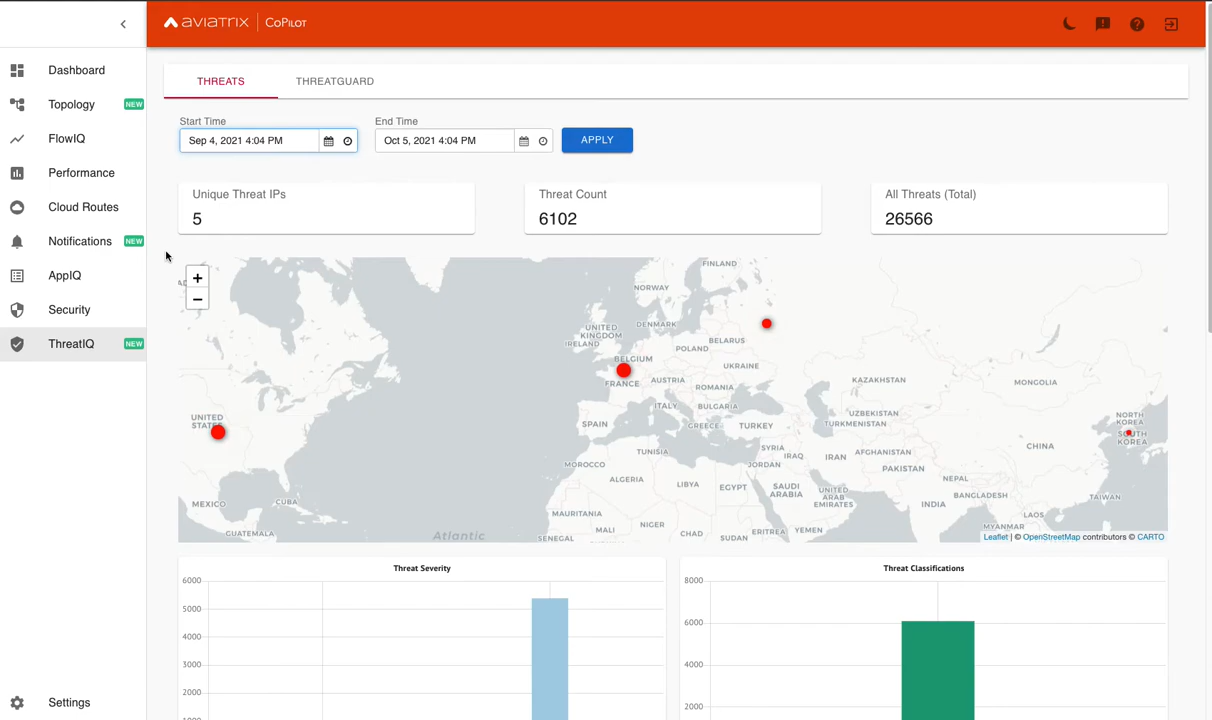 aviatrix CoPilot
Dashboard
Topology NEW
FlowIQ
Performance
Cloud Routes
Notifications NEW
AppIQ
Security
ThreatIQ NEW
Settings
THREATS THREATGUARD
Start Time End Time
Sep 4, 2021 4:04 PM Oct 5, 2021 4:04 PM APPLY
Unique Threat IPs Threat Count All Threats (Total)
5 6102 26566
+
−
FINLAND
NORWAY
UNITED
KINGDOM
DENMARK
IRELAND
BELARUS
POLAND
BELGIUM
UKRAINE
FRANCE
AUSTRIA
ROMANIA
KAZAKHSTAN
MONGOLIA
ITALY
BULGARIA
UNITED
STATES
SPAIN
GREECE
TURKEY
UZBEKISTAN
TURKMENISTAN
NORTH
KOREA
SOUTH
KOREA
TUNISIA
SYRIA
IRAQ
IRAN
AFGHANISTAN
CHINA
MOROCCO
JORDAN
PAKISTAN
ALGERIA
LIBYA
EGYPT
SAUDI
ARABIA
UNITED
ARAB
EMIRATES
NEPAL
BANGLADESH
INDIA
TAIWAN
MEXICO
CUBA
MAURITANIA
LAOS
MYANMAR
GUATEMALA
Atlantic
SENEGAL
MALI
NIGER
CHAD
SUDAN
ERITREA
YEMEN
Leaflet | © OpenStreetMap contributors © CARTO
Threat Severity
6000
5000
4000
3000
2000
1000
Threat Classifications
8000
6000
4000
2000